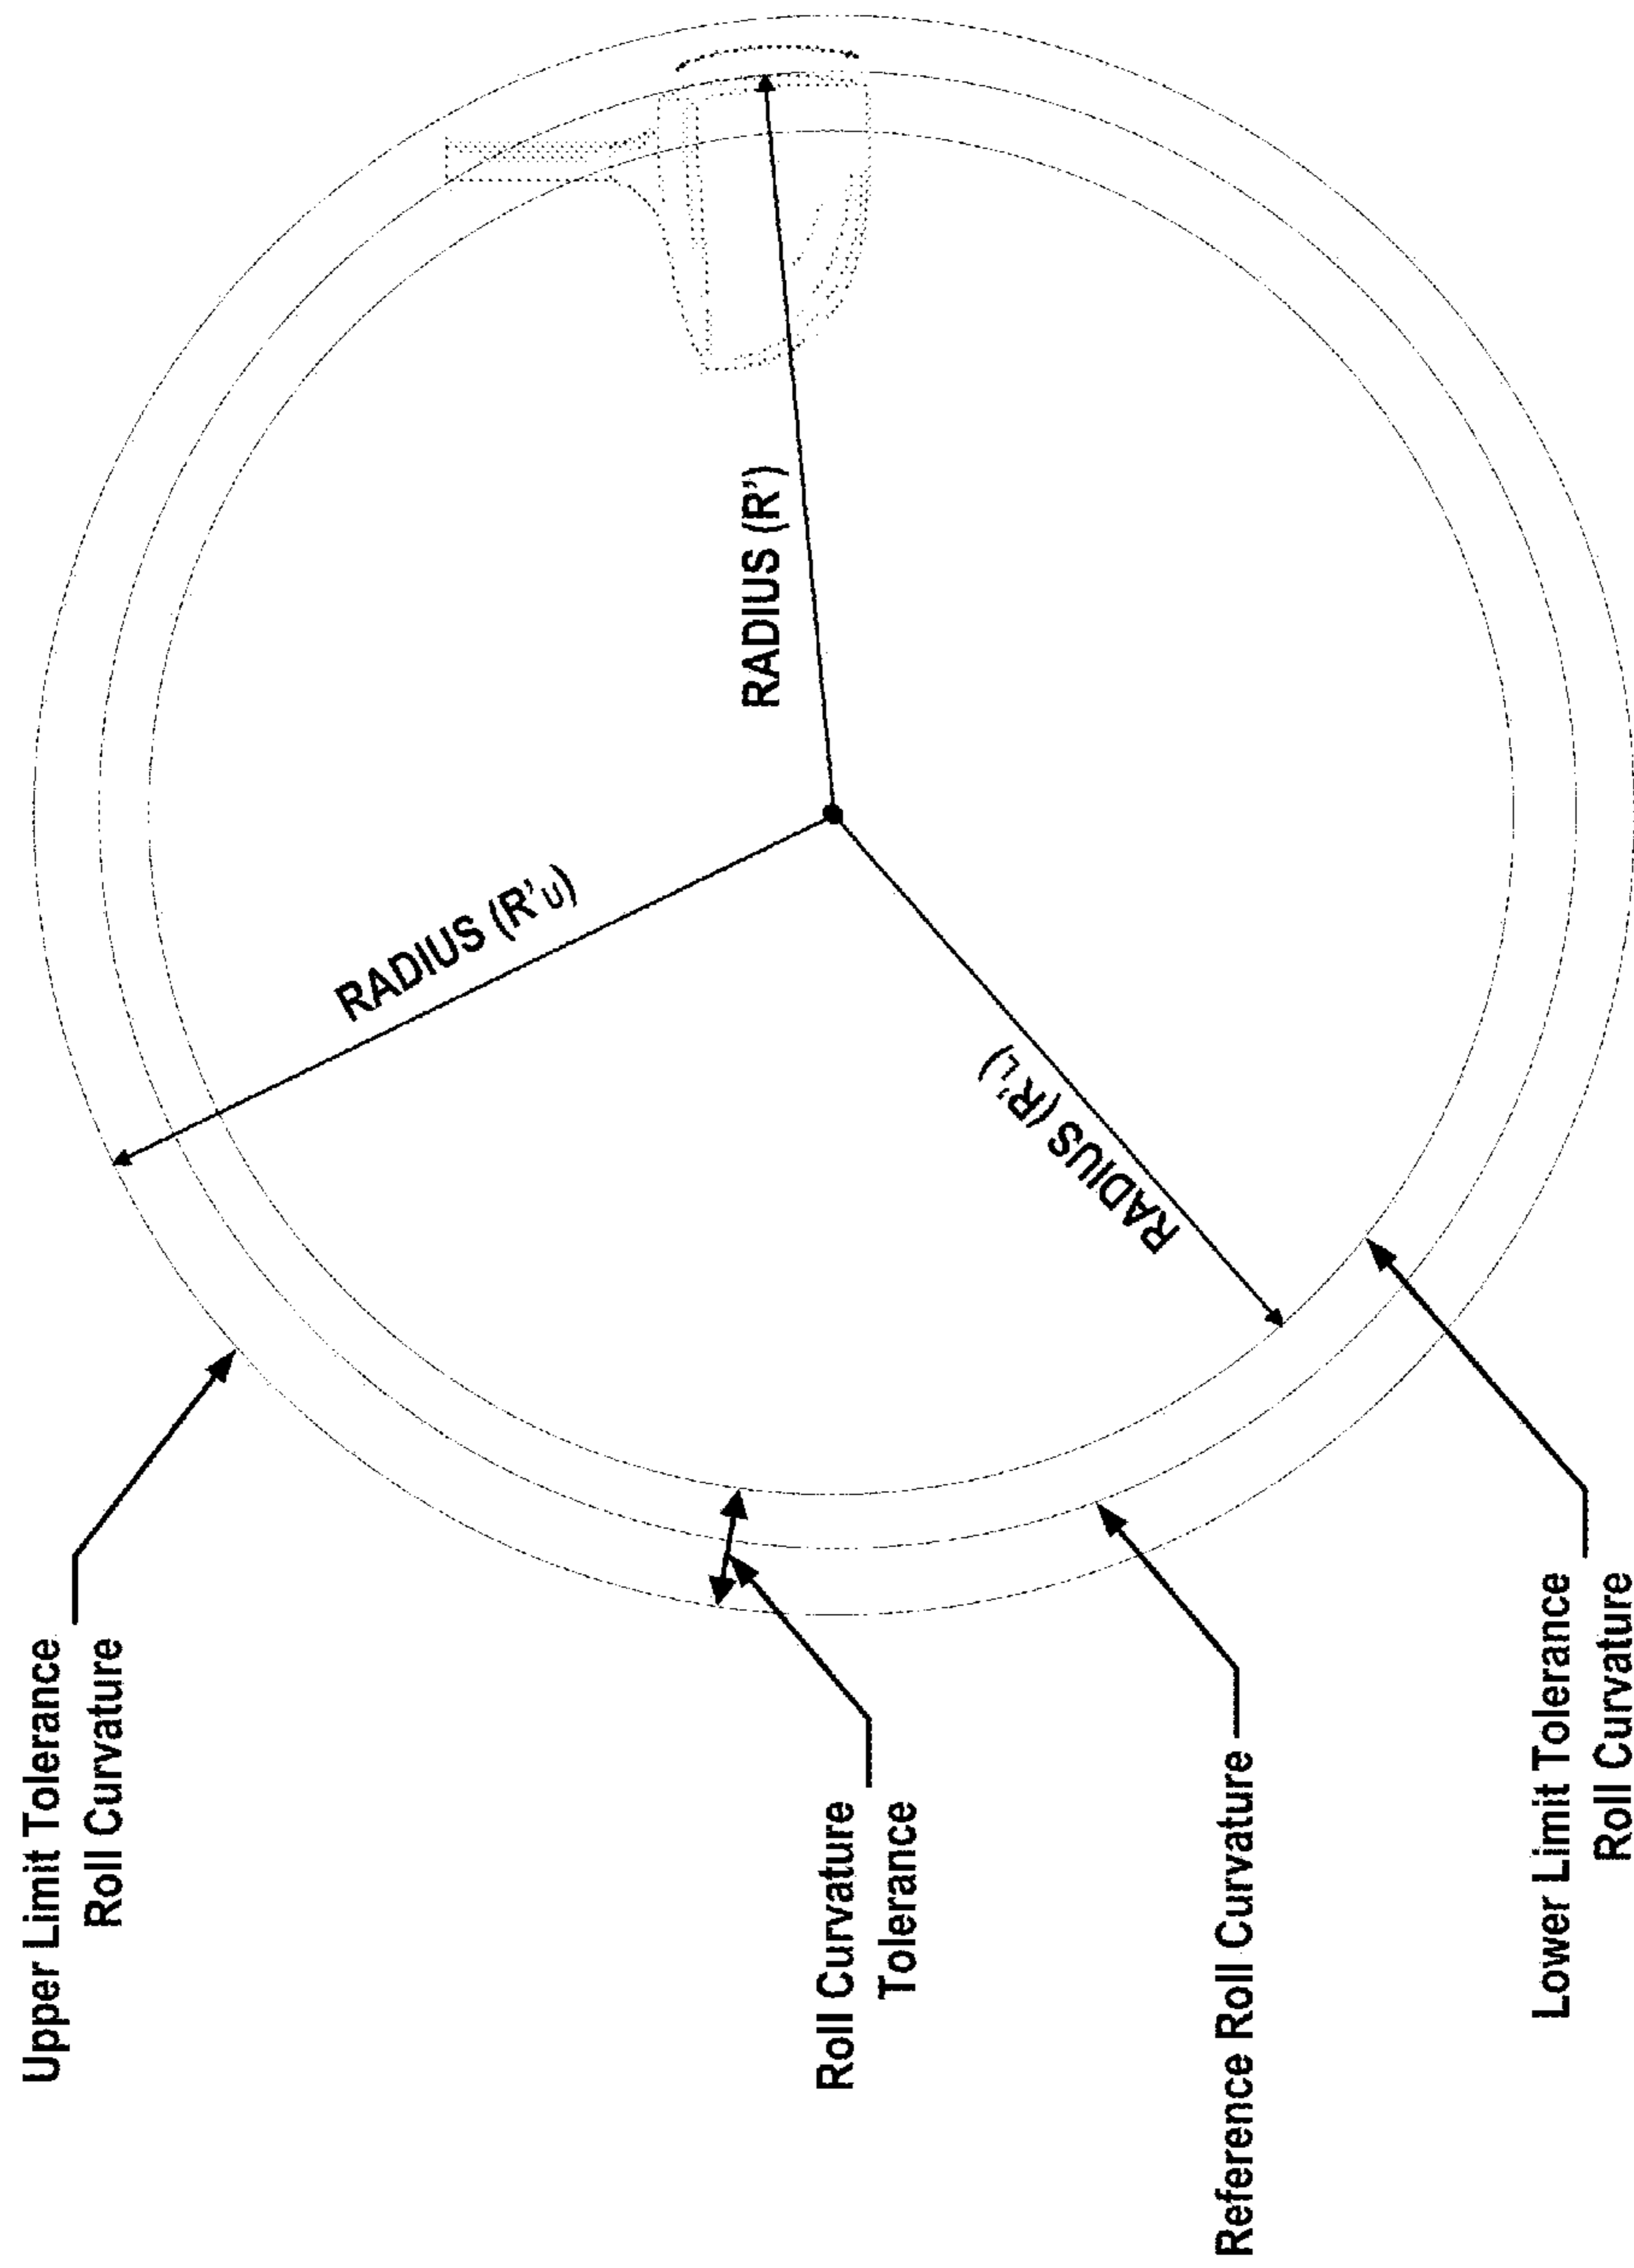 Upper Limit Tolerance
Roll Curvature
Roll Curvature
Tolerance
Reference Roll Curvature
Lower Limit Tolerance
Roll Curvature
RADIUS (R'U)
RADIUS (R')
RADIUS (R'L)